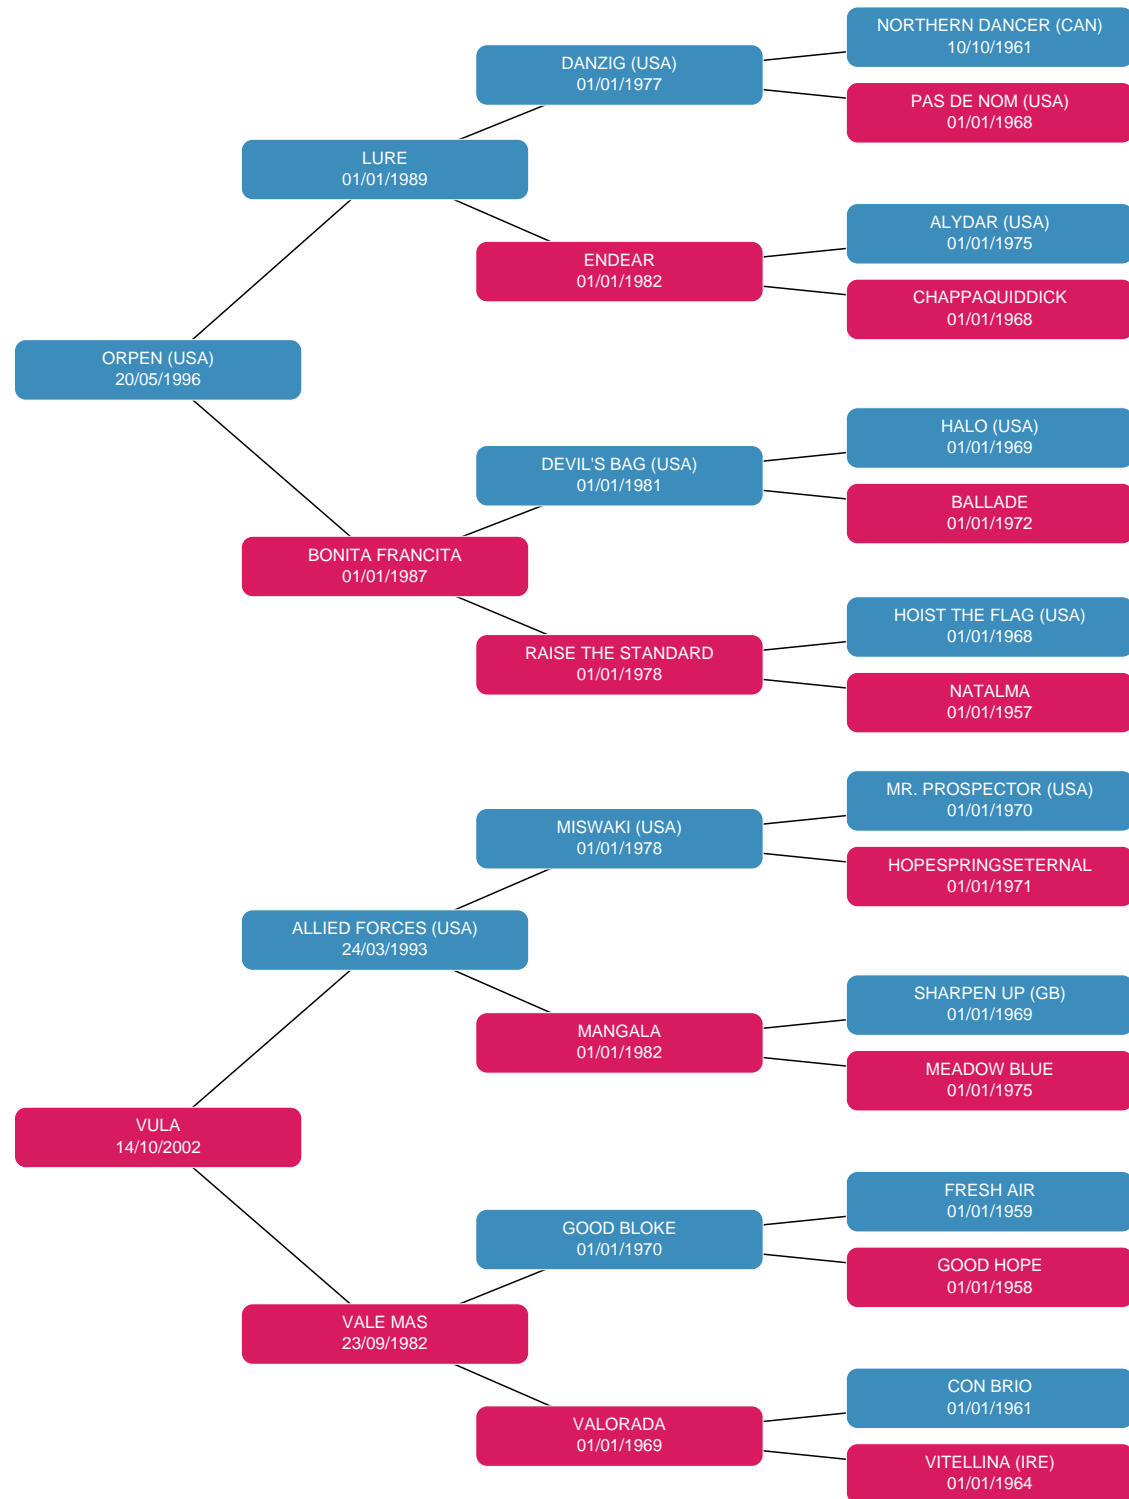 NORTHERN DANCER (CAN)
10/10/1961
DANZIG (USA)
01/01/1977
PAS DE NOM (USA)
01/01/1968
LURE
01/01/1989
ALYDAR (USA)
01/01/1975
ENDEAR
01/01/1982
CHAPPAQUIDDICK
01/01/1968
ORPEN (USA)
20/05/1996
HALO (USA)
01/01/1969
DEVIL'S BAG (USA)
01/01/1981
BALLADE
01/01/1972
BONITA FRANCITA
01/01/1987
HOIST THE FLAG (USA)
01/01/1968
RAISE THE STANDARD
01/01/1978
NATALMA
01/01/1957
MR. PROSPECTOR (USA)
01/01/1970
MISWAKI (USA)
01/01/1978
HOPESPRINGSETERNAL
01/01/1971
ALLIED FORCES (USA)
24/03/1993
SHARPEN UP (GB)
01/01/1969
MANGALA
01/01/1982
MEADOW BLUE
01/01/1975
VULA
14/10/2002
FRESH AIR
01/01/1959
GOOD BLOKE
01/01/1970
GOOD HOPE
01/01/1958
VALE MAS
23/09/1982
CON BRIO
01/01/1961
VALORADA
01/01/1969
VITELLINA (IRE)
01/01/1964